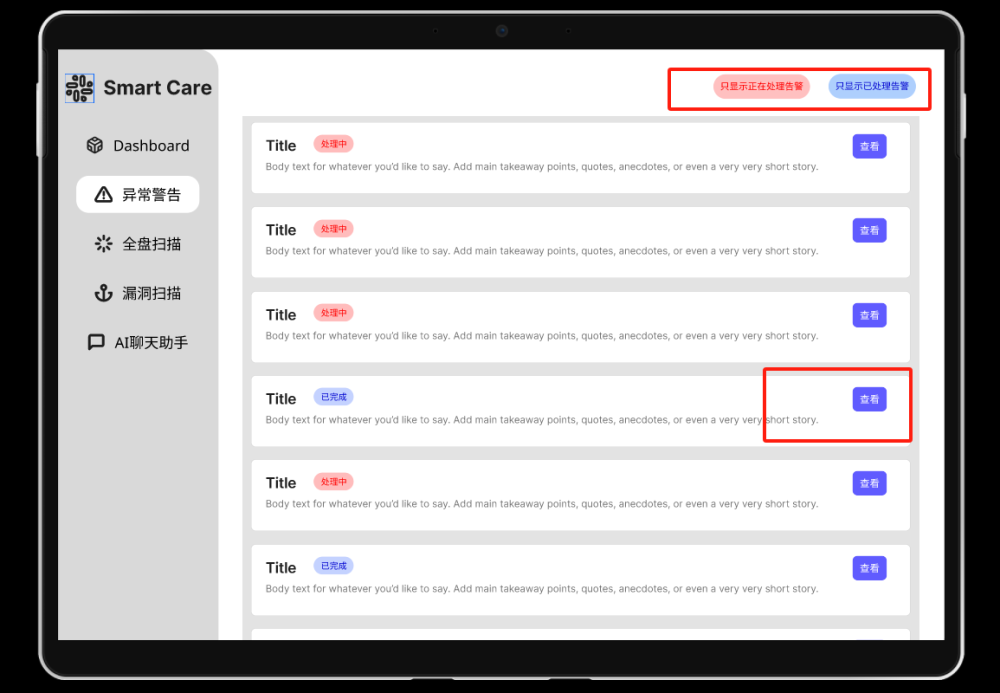 Smart Care
Dashboard
异常警告
全盘扫描
漏洞扫描
AI聊天助手
只显示正在处理告警
只显示已处理告警
Title 处理中 查看
Body text for whatever you'd like to say. Add main takeaway points, quotes, anecdotes, or even a very very short story.
Title 处理中 查看
Body text for whatever you'd like to say. Add main takeaway points, quotes, anecdotes, or even a very very short story.
Title 处理中 查看
Body text for whatever you'd like to say. Add main takeaway points, quotes, anecdotes, or even a very very short story.
Title 已完成 查看
Body text for whatever you'd like to say. Add main takeaway points, quotes, anecdotes, or even a very very short story.
Title 处理中 查看
Body text for whatever you'd like to say. Add main takeaway points, quotes, anecdotes, or even a very very short story.
Title 已完成 查看
Body text for whatever you'd like to say. Add main takeaway points, quotes, anecdotes, or even a very very short story.